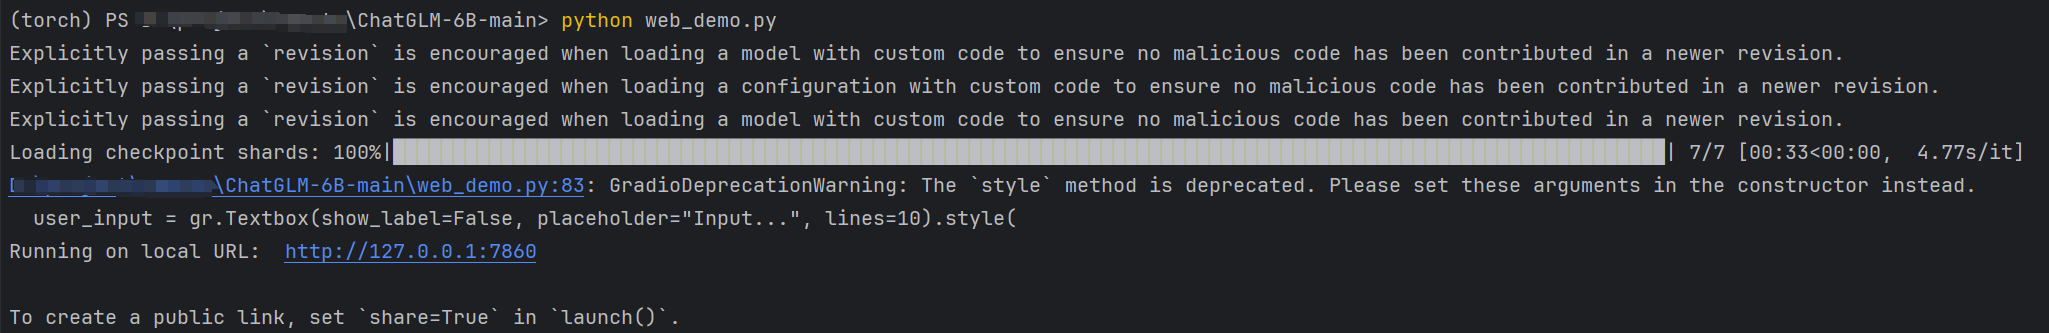 (torch) PS \ChatGLM-6B-main> python web_demo.py
Explicitly passing a `revision` is encouraged when loading a model with custom code to ensure no malicious code has been contributed in a newer revision.
Explicitly passing a `revision` is encouraged when loading a configuration with custom code to ensure no malicious code has been contributed in a newer revision.
Explicitly passing a `revision` is encouraged when loading a model with custom code to ensure no malicious code has been contributed in a newer revision.
Loading checkpoint shards: 100%|██████████| 7/7 [00:33<00:00,  4.77s/it]
\ChatGLM-6B-main\web_demo.py:83: GradioDeprecationWarning: The `style` method is deprecated. Please set these arguments in the constructor instead.
  user_input = gr.Textbox(show_label=False, placeholder="Input...", lines=10).style(
Running on local URL:  http://127.0.0.1:7860
To create a public link, set `share=True` in `launch()`.